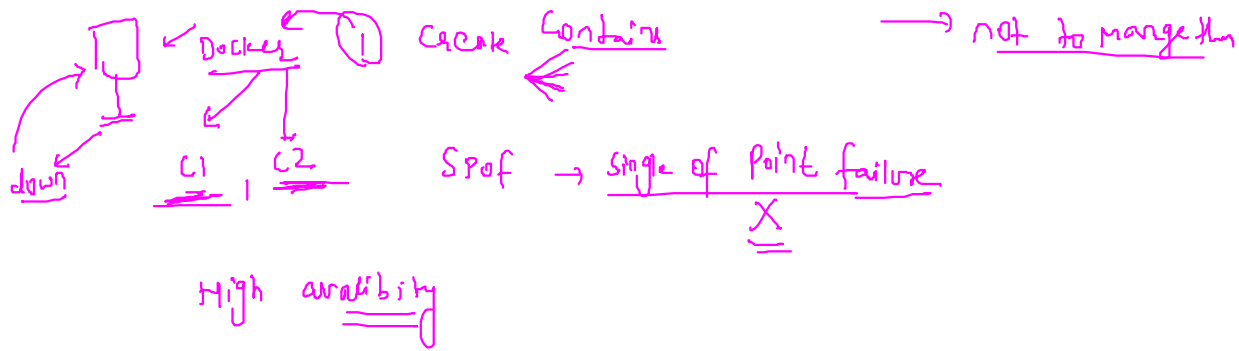 Docker 1 create Contains → not to mange them
down C1 , C2 SPOF → single of point failure
X
High avalibity